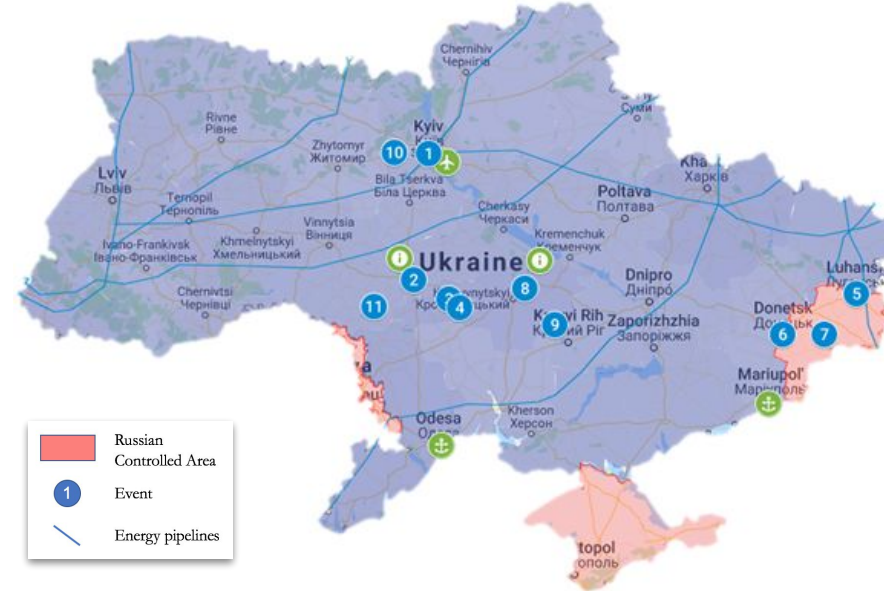 Chernihiv
Чернігів
Суми
Rivne
Рівне
Kyiv
10
1
Zhytomyr
Житомир
Bila Tserkva
Біла Церква
Lviv
Львів
Kha
Харків
Ternopil
Тернопіль
Poltava
Полтава
Cherkasy
Черкаси
Vinnytsia
Вінниця
Khmelnytskyi
Хмельницький
Ivano-Frankivsk
Івано-Франківськ
Kremenchuk
Кременчук
Ukraine
Luhans
Dnipro
Дніпро
Chernivtsi
Чернівці
2
8
5
4
11
9
Zaporizhzhia
Запоріжжя
Donetsk
6
7
Mariupol'
Маріуполь
Odesa
Kherson
Херсон
topol
ополь
Russian
Controlled Area
1
Event
Energy pipelines